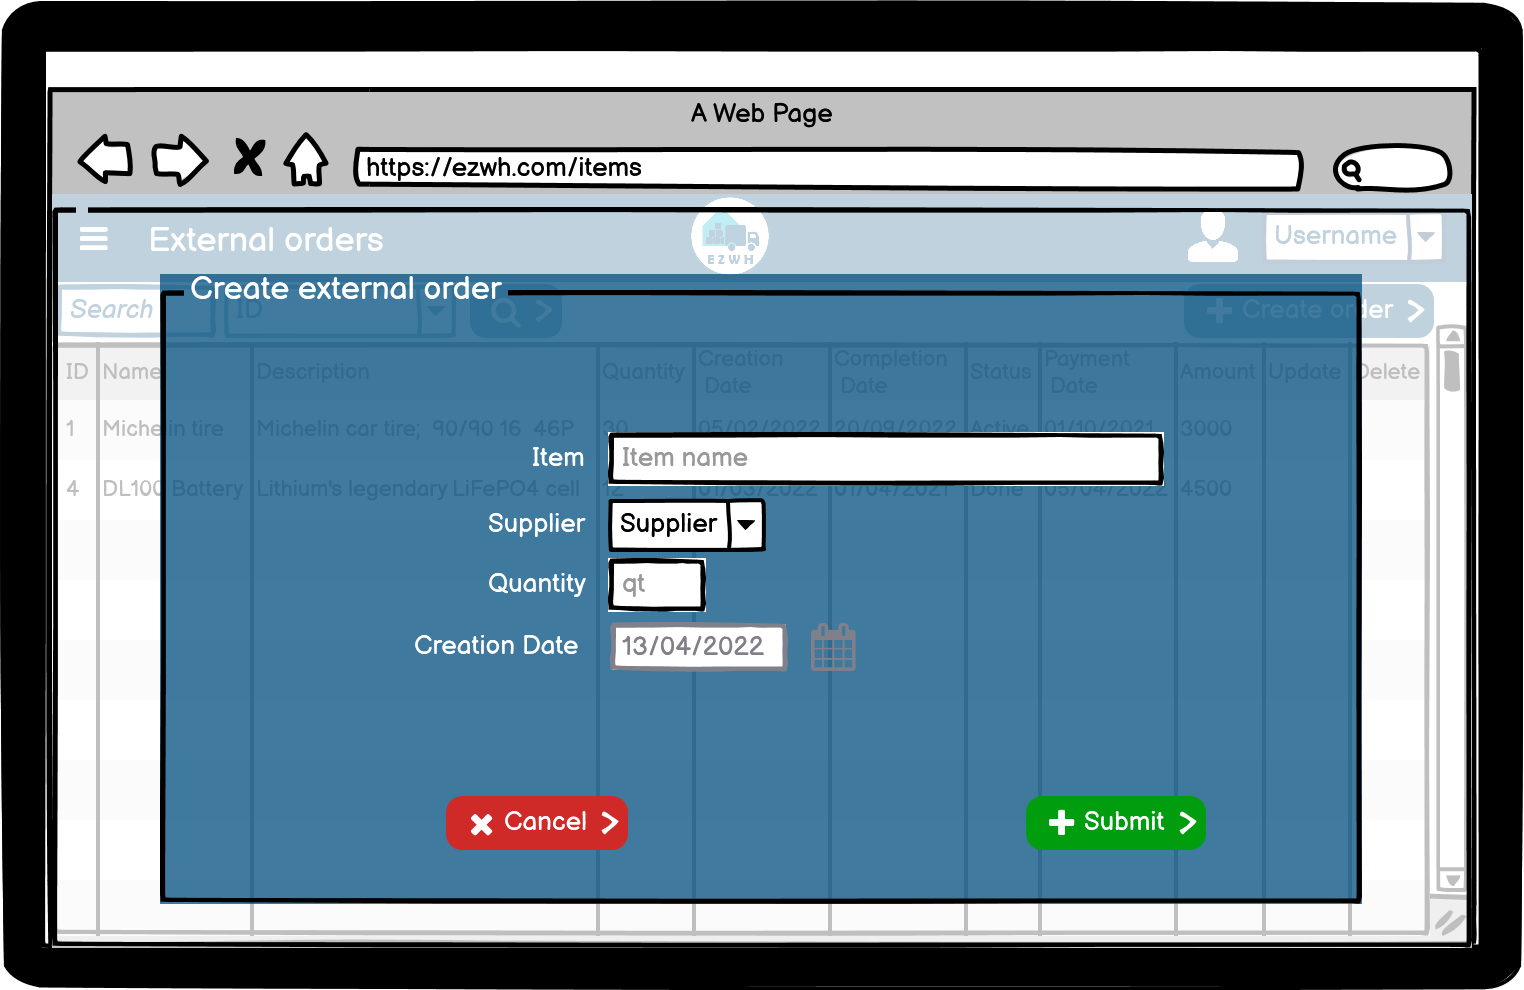 A Web Page
https://ezwh.com/items
External orders
EZWH
Username
Create external order
Search
ID
Create order
ID Name Description Quantity Creation Date Completion Date Status Payment Date Amount Update Delete
1 Michelin tire Michelin car tire; 90/90 16 46P 30 05/02/2022 20/09/2022 Active 01/10/2021 3000
4 DL100 Battery Lithium's legendary LiFePO4 cell 12 01/03/2022 01/04/2021 Done 05/04/2022 4500
Item Item name
Supplier Supplier
Quantity qt
Creation Date 13/04/2022
Cancel
Submit